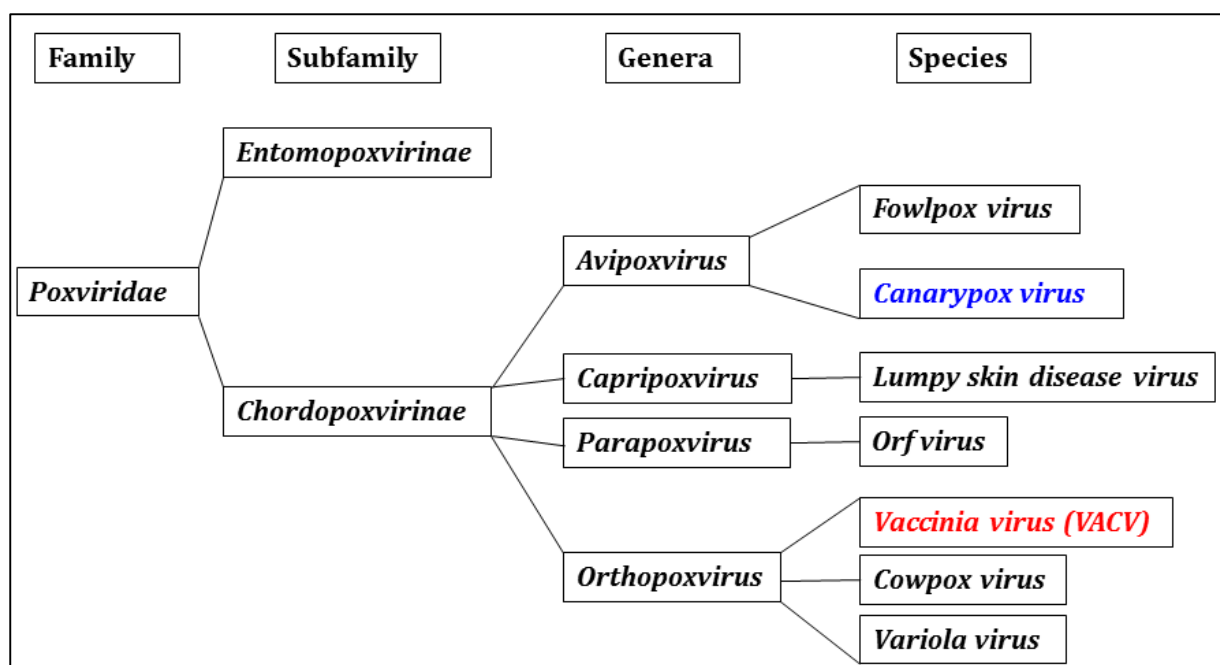 Family
Subfamily
Genera
Species
Entomopoxvirinae
Fowlpox virus
Avipoxvirus
Poxviridae
Canarypox virus
Capripoxvirus
Lumpy skin disease virus
Chordopoxvirinae
Parapoxvirus
Orf virus
Vaccinia virus (VACV)
Orthopoxvirus
Cowpox virus
Variola virus